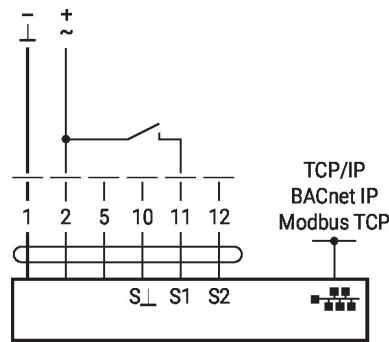 − +
⊥ ~
TCP/IP
BACnet IP
Modbus TCP
1 2 5 10 11 12
S⊥ S1 S2